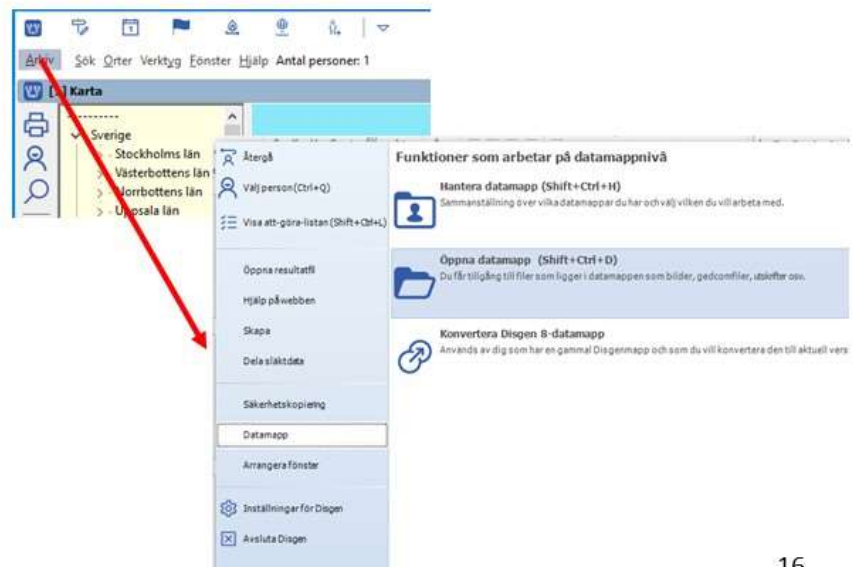 Arkiv Sök Orter Verktyg Fönster Hjälp Antal personer: 1
Karta
---------
Sverige
Stockholms län
Västerbottens län
Norrbottens län
Uppsala län
Återgå
Välj person (Ctrl+Q)
Visa att-göra-listan (Shift+Ctrl+L)
Öppna resultatfil
Hjälp på webben
Skapa
Dela släktdata
Säkerhetskopiering
Datamapp
Arrangera fönster
Inställningar för Disgen
Avsluta Disgen
Funktioner som arbetar på datamappnivå
Hantera datamapp (Shift+Ctrl+H)
Sammanställning över vilka datamappar du har och välj vilken du vill arbeta med.
Öppna datamapp (Shift+Ctrl+D)
Du får tillgång till filer som ligger i datamappen som bilder, gedcomfiler, utskrifter osv.
Konvertera Disgen 8-datamapp
Används av dig som har en gammal Disgenmapp och som du vill konvertera den till aktuell vers
16